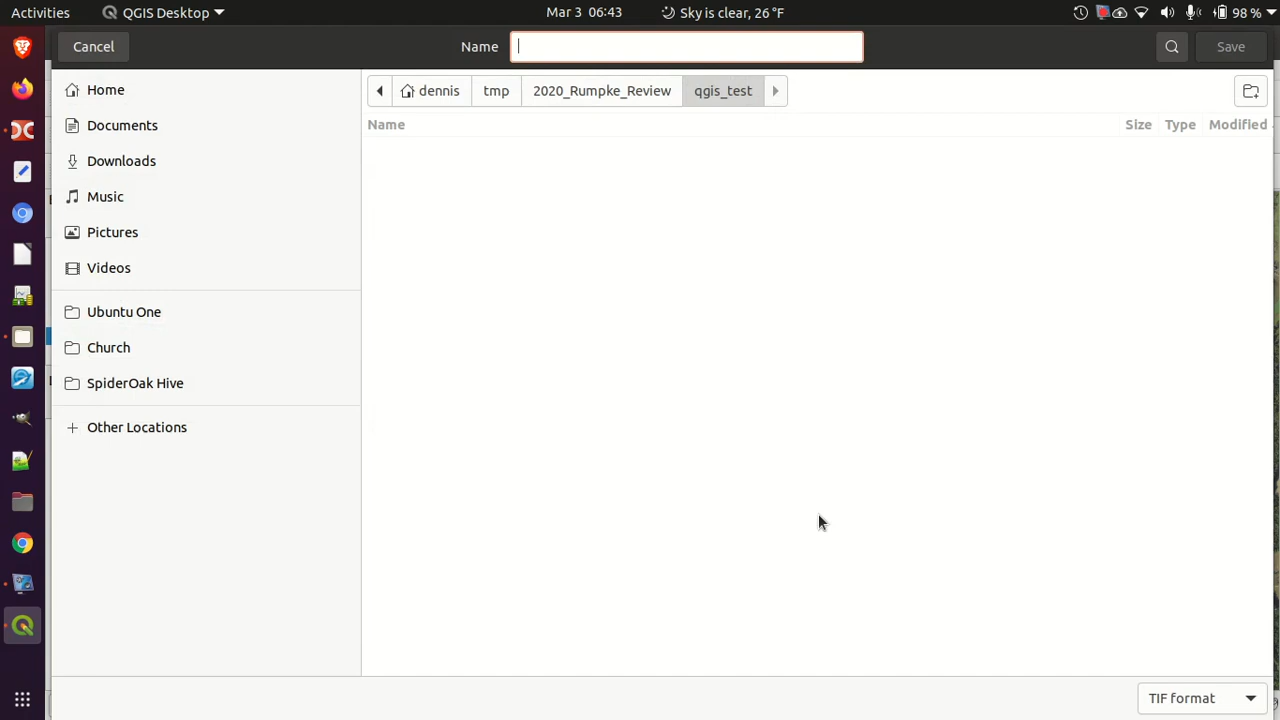 Activities QGIS Desktop Mar 3 06:43 Sky is clear, 26 °F 98 %
Cancel Name Save
Home
Documents
Downloads
Music
Pictures
Videos
Ubuntu One
Church
SpiderOak Hive
Other Locations
dennis tmp 2020_Rumpke_Review qgis_test
Name Size Type Modified
TIF format